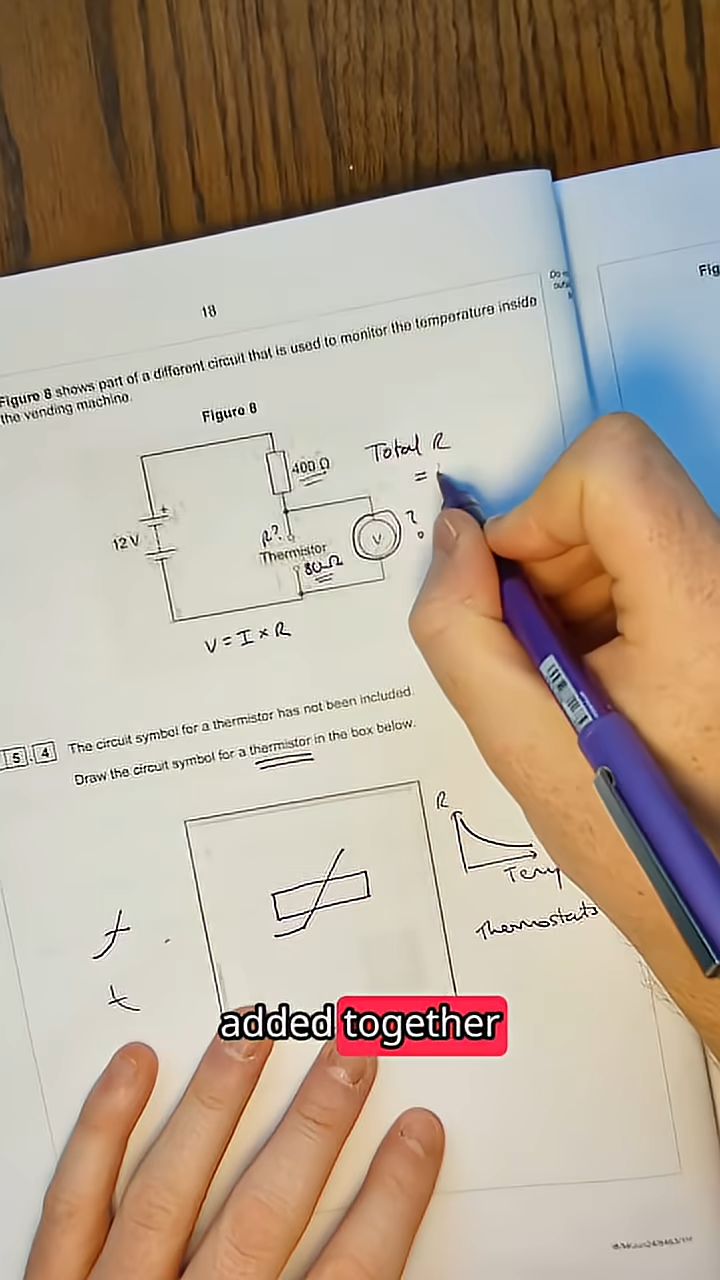 18
Figure 8 shows part of a different circuit that is used to monitor the temperature inside
the vending machine.
Figure 8
Fig
400 Ω
Total R
=
12 V
R?
Thermistor
80Ω
V
?
V = I × R
5 . 4 The circuit symbol for a thermistor has not been included.
Draw the circuit symbol for a thermistor in the box below.
R
Temp
Thermostats
t
added together